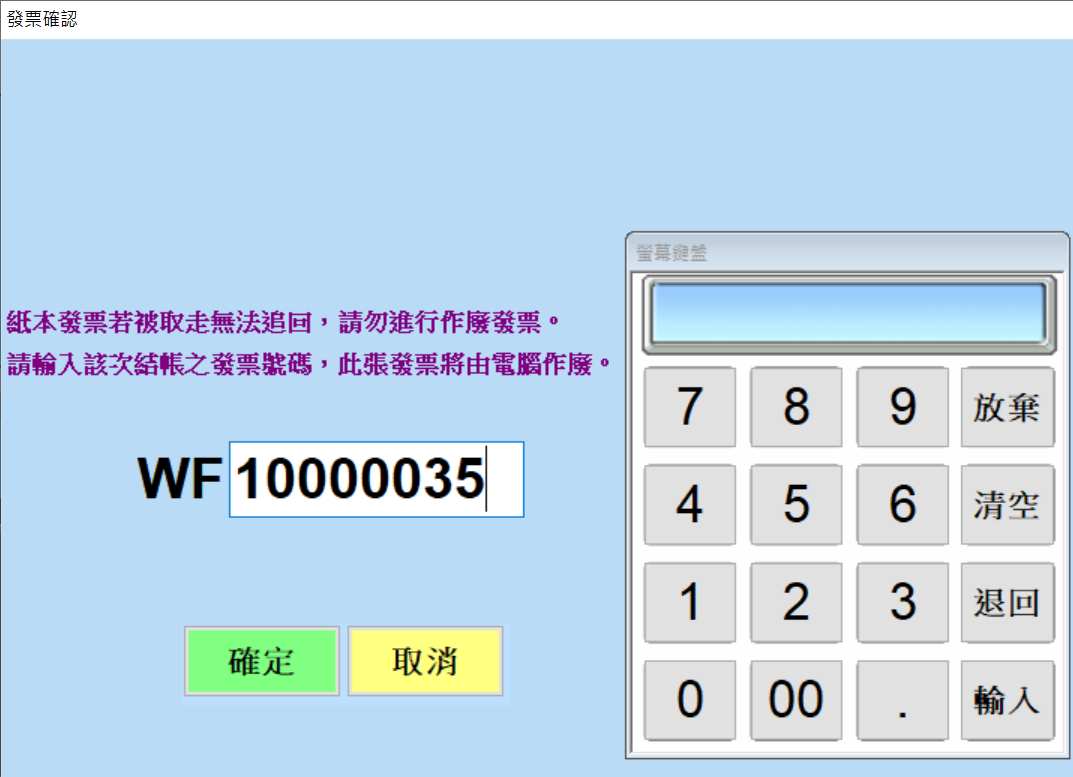 發票確認
紙本發票若被取走無法追回，請勿進行作廢發票。
請輸入該次結帳之發票號碼，此張發票將由電腦作廢。
WF 10000035
確定 取消
螢幕鍵盤
7 8 9 放棄
4 5 6 清空
1 2 3 退回
0 00 . 輸入